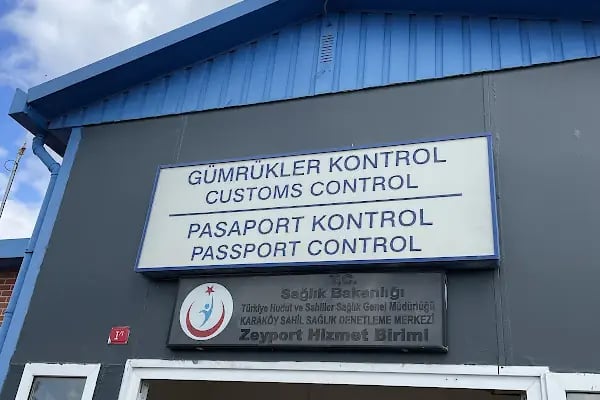 GÜMRÜKLER KONTROL
CUSTOMS CONTROL
PASAPORT KONTROL
PASSPORT CONTROL
T.C.
Sağlık Bakanlığı
Türkiye Hudut ve Sahiller Sağlık Genel Müdürlüğü
KARAKÖY SAHİL SAĞLIK DENETLEME MERKEZİ
Zeyport Hizmet Birimi